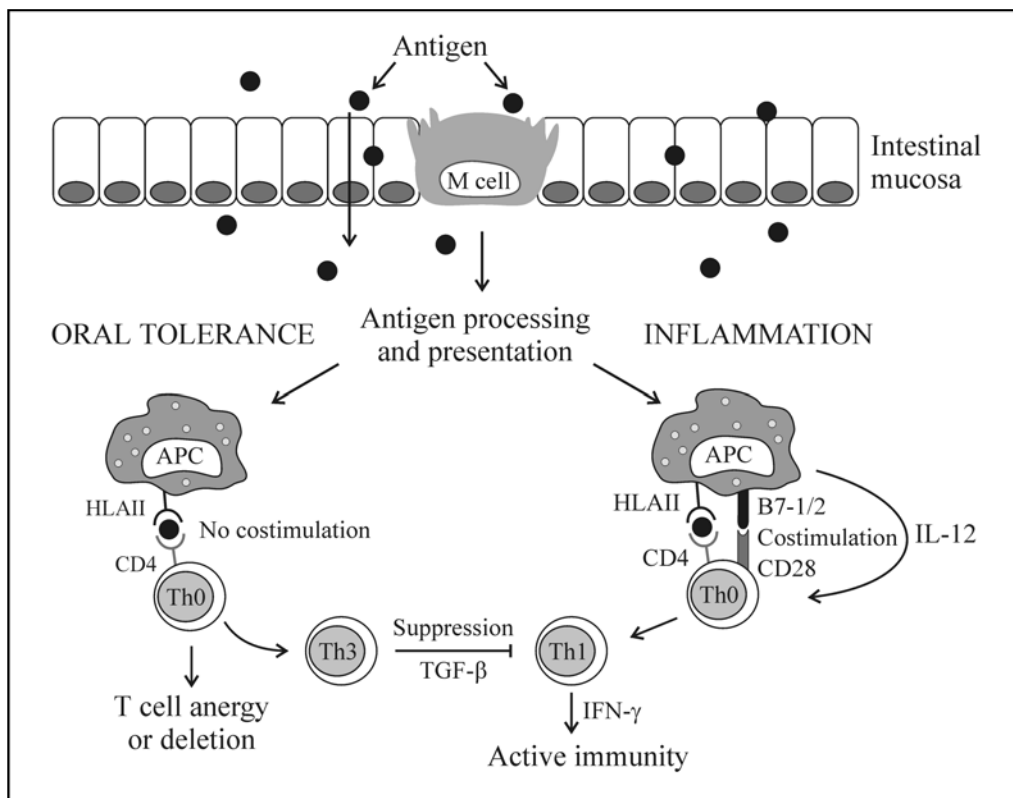 Antigen
Intestinal
mucosa
M cell
ORAL TOLERANCE
Antigen processing
and presentation
INFLAMMATION
APC
HLAII
No costimulation
CD4
Th0
APC
HLAII
B7-1/2
Costimulation
CD4
CD28
IL-12
Th0
Th3
Suppression
TGF-β
Th1
T cell anergy
or deletion
IFN-γ
Active immunity